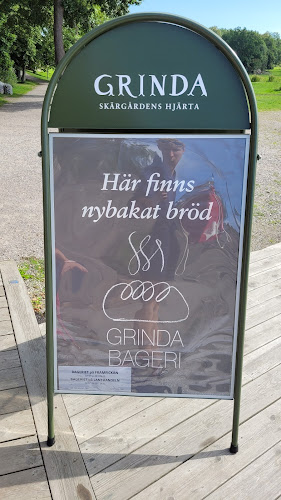 GRINDA
SKÄRGÅRDENS HJÄRTA
Här finns
nybakat bröd
GRINDA
BAGERI